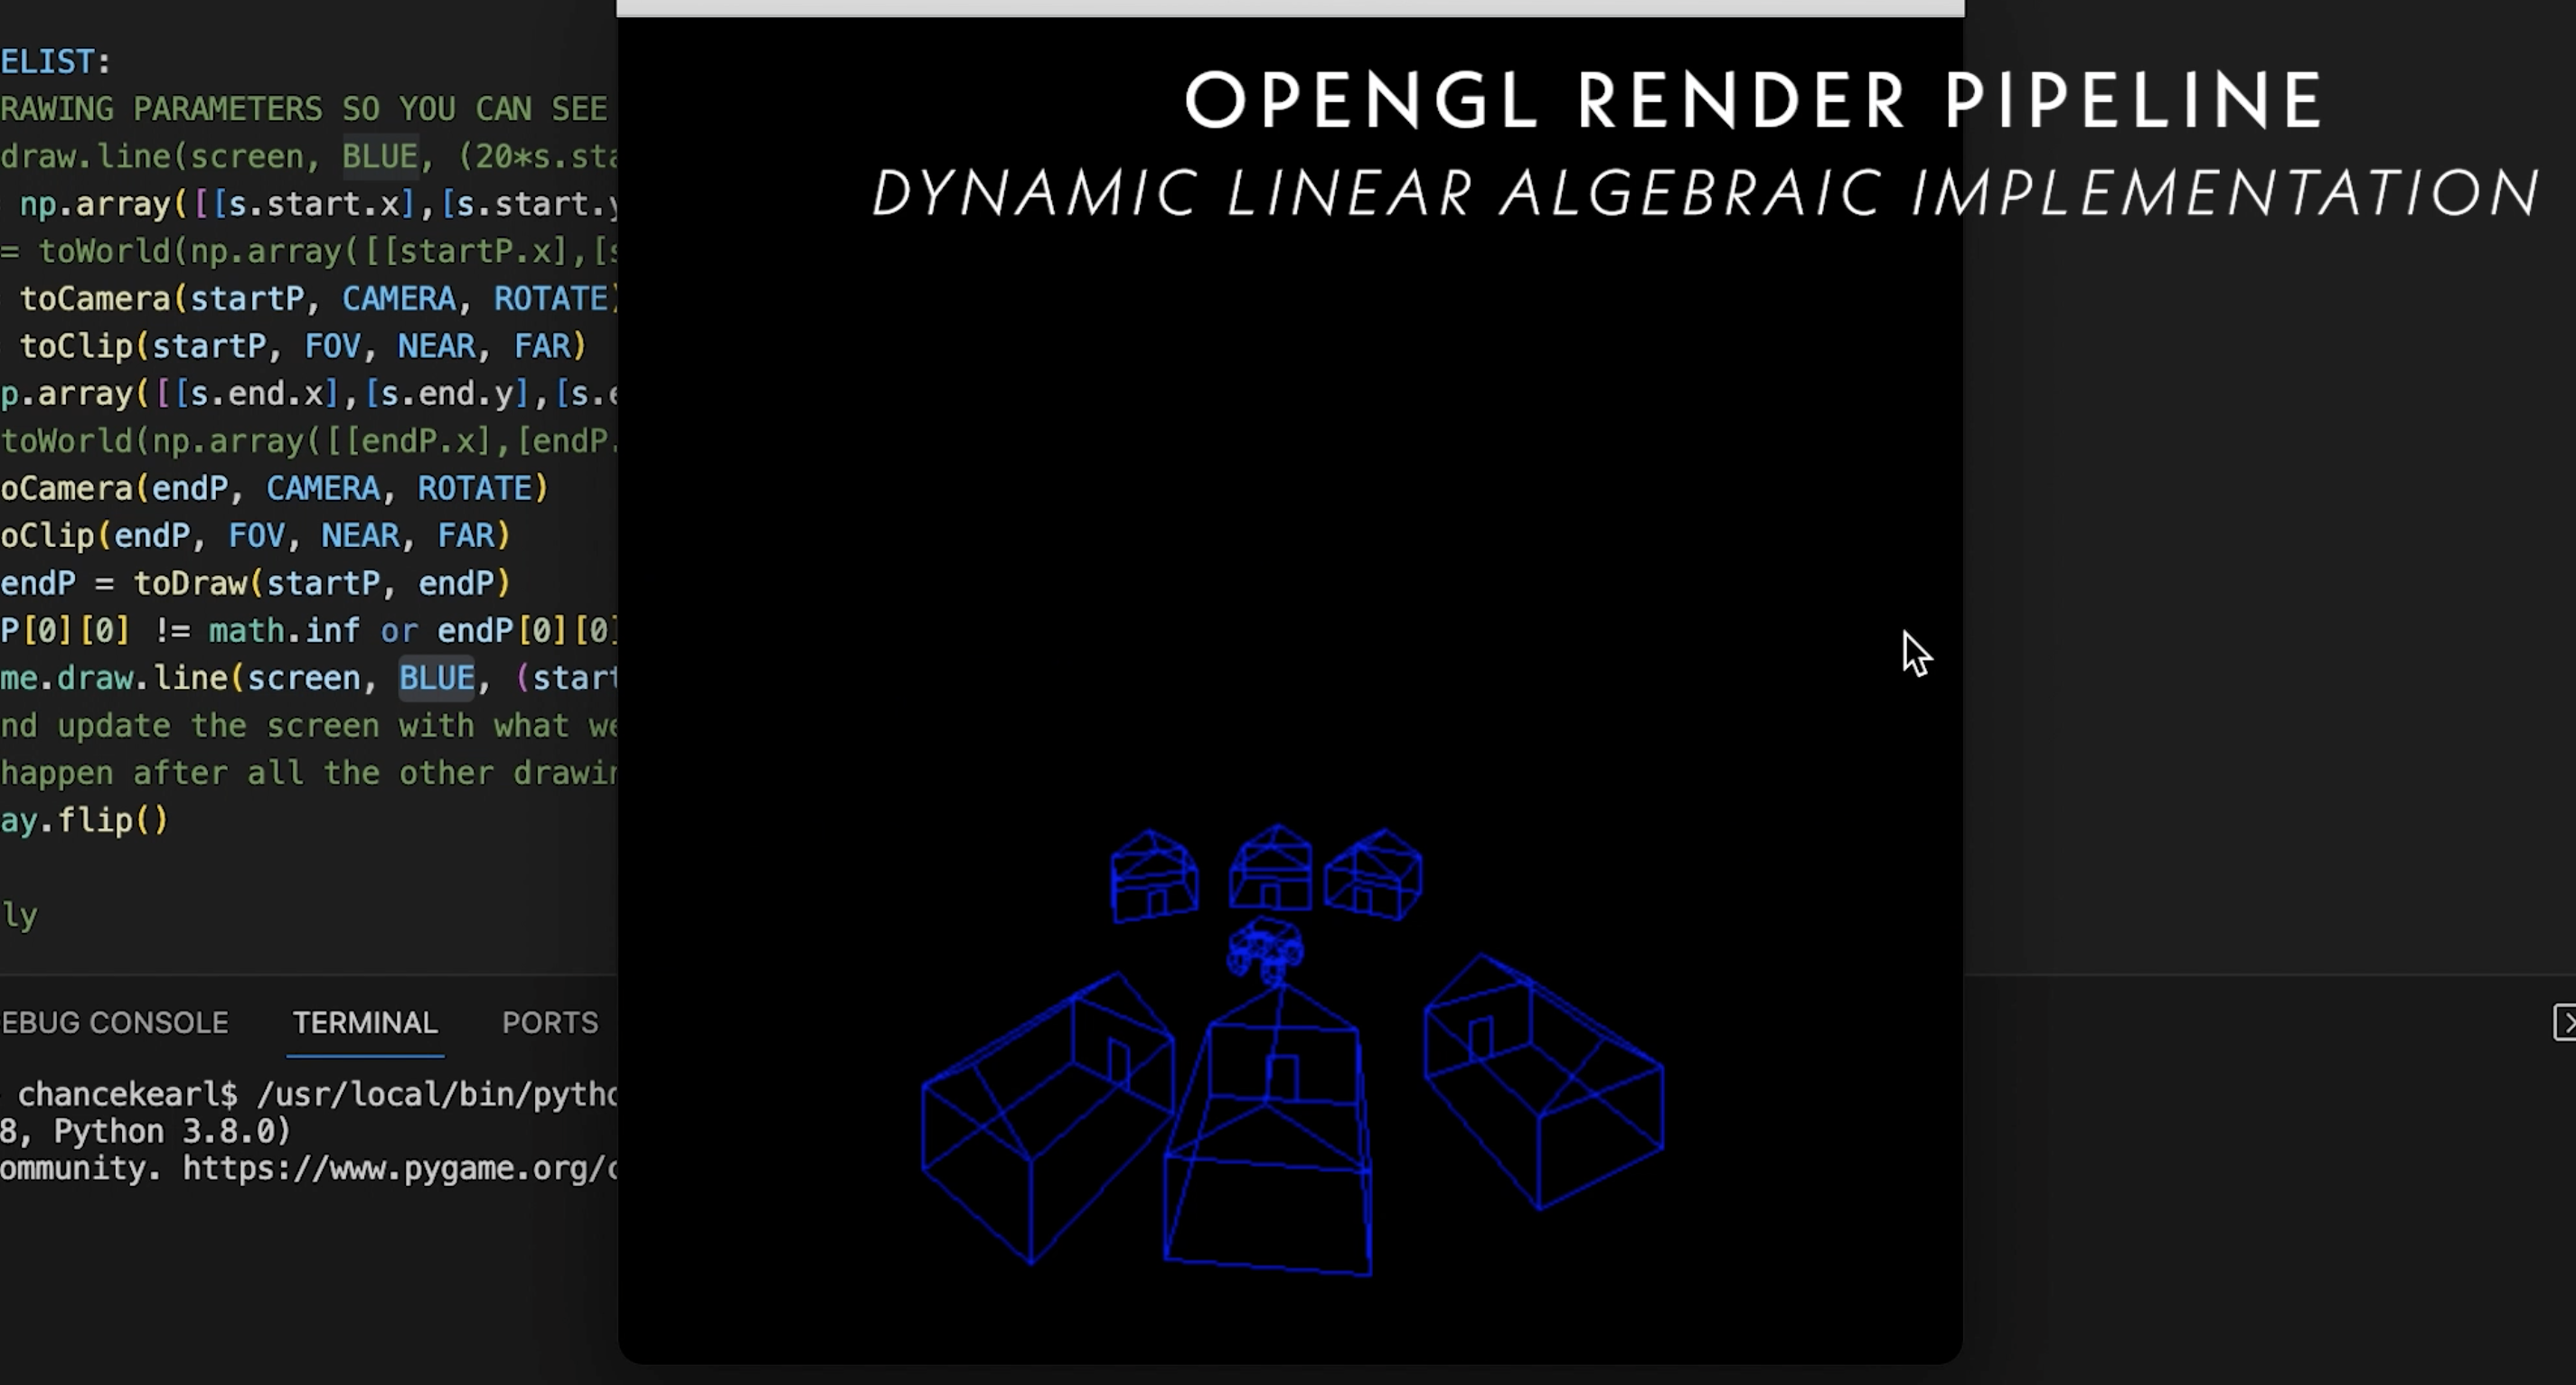 ELIST:
RAWING PARAMETERS SO YOU CAN SEE
draw.line(screen, BLUE, (20*s.sta
np.array([[s.start.x],[s.start.y
= toWorld(np.array([[startP.x],[s
toCamera(startP, CAMERA, ROTATE)
toClip(startP, FOV, NEAR, FAR)
p.array([[s.end.x],[s.end.y],[s.e
toWorld(np.array([[endP.x],[endP.
oCamera(endP, CAMERA, ROTATE)
oClip(endP, FOV, NEAR, FAR)
endP = toDraw(startP, endP)
P[0][0] != math.inf or endP[0][0]
me.draw.line(screen, BLUE, (start
nd update the screen with what we
happen after all the other drawin
ay.flip()
ly
OPENGL RENDER PIPELINE
DYNAMIC LINEAR ALGEBRAIC IMPLEMENTATION
EBUG CONSOLE TERMINAL PORTS
chancekearl$ /usr/local/bin/pytho
8, Python 3.8.0)
ommunity. https://www.pygame.org/c